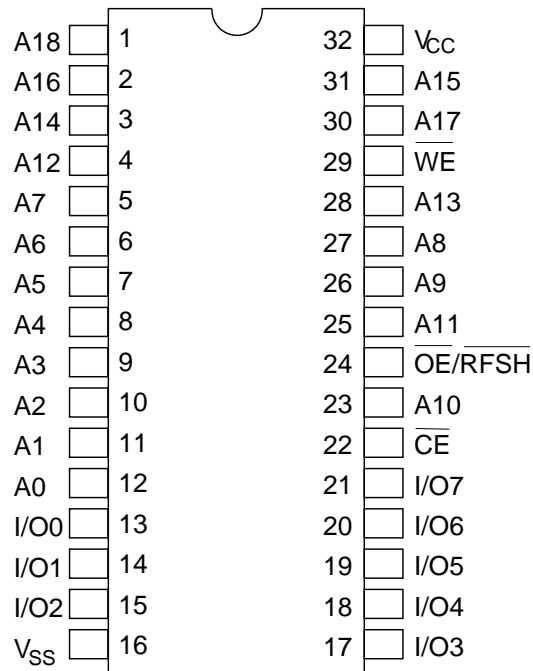 A18 1 32 VCC
A16 2 31 A15
A14 3 30 A17
A12 4 29 WE
A7 5 28 A13
A6 6 27 A8
A5 7 26 A9
A4 8 25 A11
A3 9 24 OE/RFSH
A2 10 23 A10
A1 11 22 CE
A0 12 21 I/O7
I/O0 13 20 I/O6
I/O1 14 19 I/O5
I/O2 15 18 I/O4
VSS 16 17 I/O3